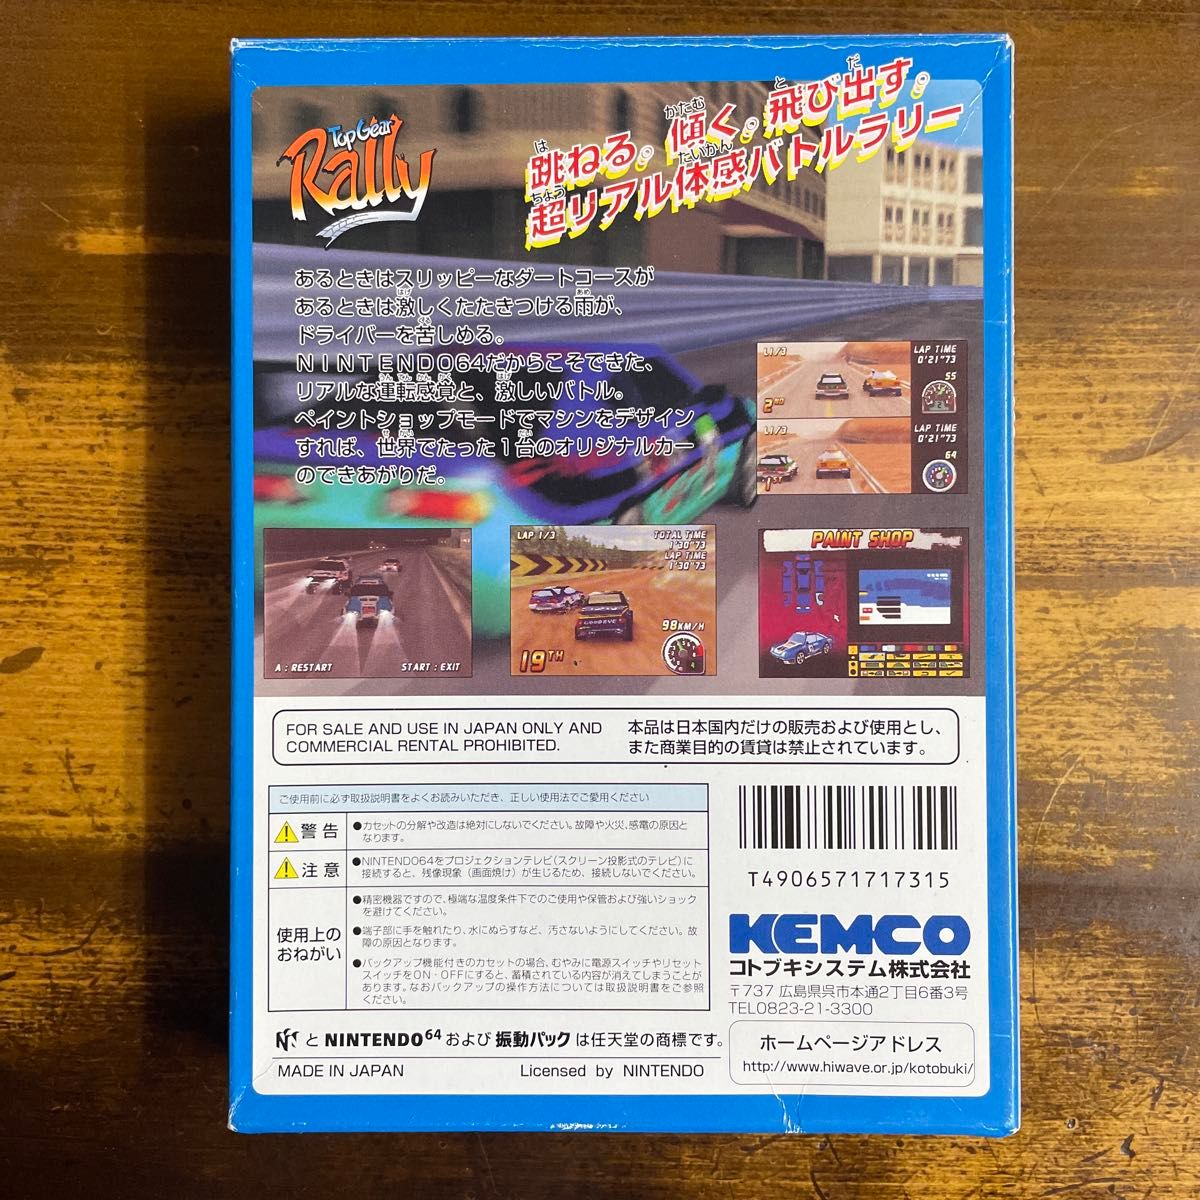 Top Gear
Rally
跳ねる。傾く。飛び出す。
超リアル体感バトルラリー
あるときはスリッピーなダートコースが
あるときは激しくたたきつける雨が、
ドライバーを苦しめる。
NINTENDO64だからこそできた、
リアルな運転感覚と、激しいバトル。
ペイントショップモードでマシンをデザイン
すれば、世界でたった1台のオリジナルカー
のできあがりだ。
L1/3
LAP TIME
0'21"73
55
2ND
L1/3
LAP TIME
0'21"73
64
1ST
A : RESTART
START : EXIT
LAP 1/3
TOTAL TIME
1'30"73
LAP TIME
1'30"73
98KM/H
19TH
PAINT SHOP
FOR SALE AND USE IN JAPAN ONLY AND
COMMERCIAL RENTAL PROHIBITED.
本品は日本国内だけの販売および使用とし、
また商業目的の賃貸は禁止されています。
ご使用前に必ず取扱説明書をよくお読みいただき、正しい使用法でご愛用ください
警告
●カセットの分解や改造は絶対にしないでください。故障や火災、感電の原因と
なります。
注意
●NINTENDO64をプロジェクションテレビ(スクリーン投影式のテレビ)に
接続すると、残像現象(画面焼け)が生じるため、接続しないでください。
使用上の
おねがい
●精密機器ですので、極端な温度条件下でのご使用や保管および強いショック
を避けてください。
●端子部に手を触れたり、水にぬらすなど、汚さないようにしてください。故
障の原因となります。
●バックアップ機能付きのカセットの場合、むやみに電源スイッチやリセット
スイッチをON・OFFにすると、蓄積されている内容が消えてしまうことが
あります。なおバックアップの操作方法については取扱説明書をご参照
ください。
T4906571717315
KEMCO
コトブキシステム株式会社
〒737 広島県呉市本通2丁目6番3号
TEL0823-21-3300
と NINTENDO64 および 振動パック は任天堂の商標です。
MADE IN JAPAN
Licensed by NINTENDO
ホームページアドレス
http://www.hiwave.or.jp/kotobuki/